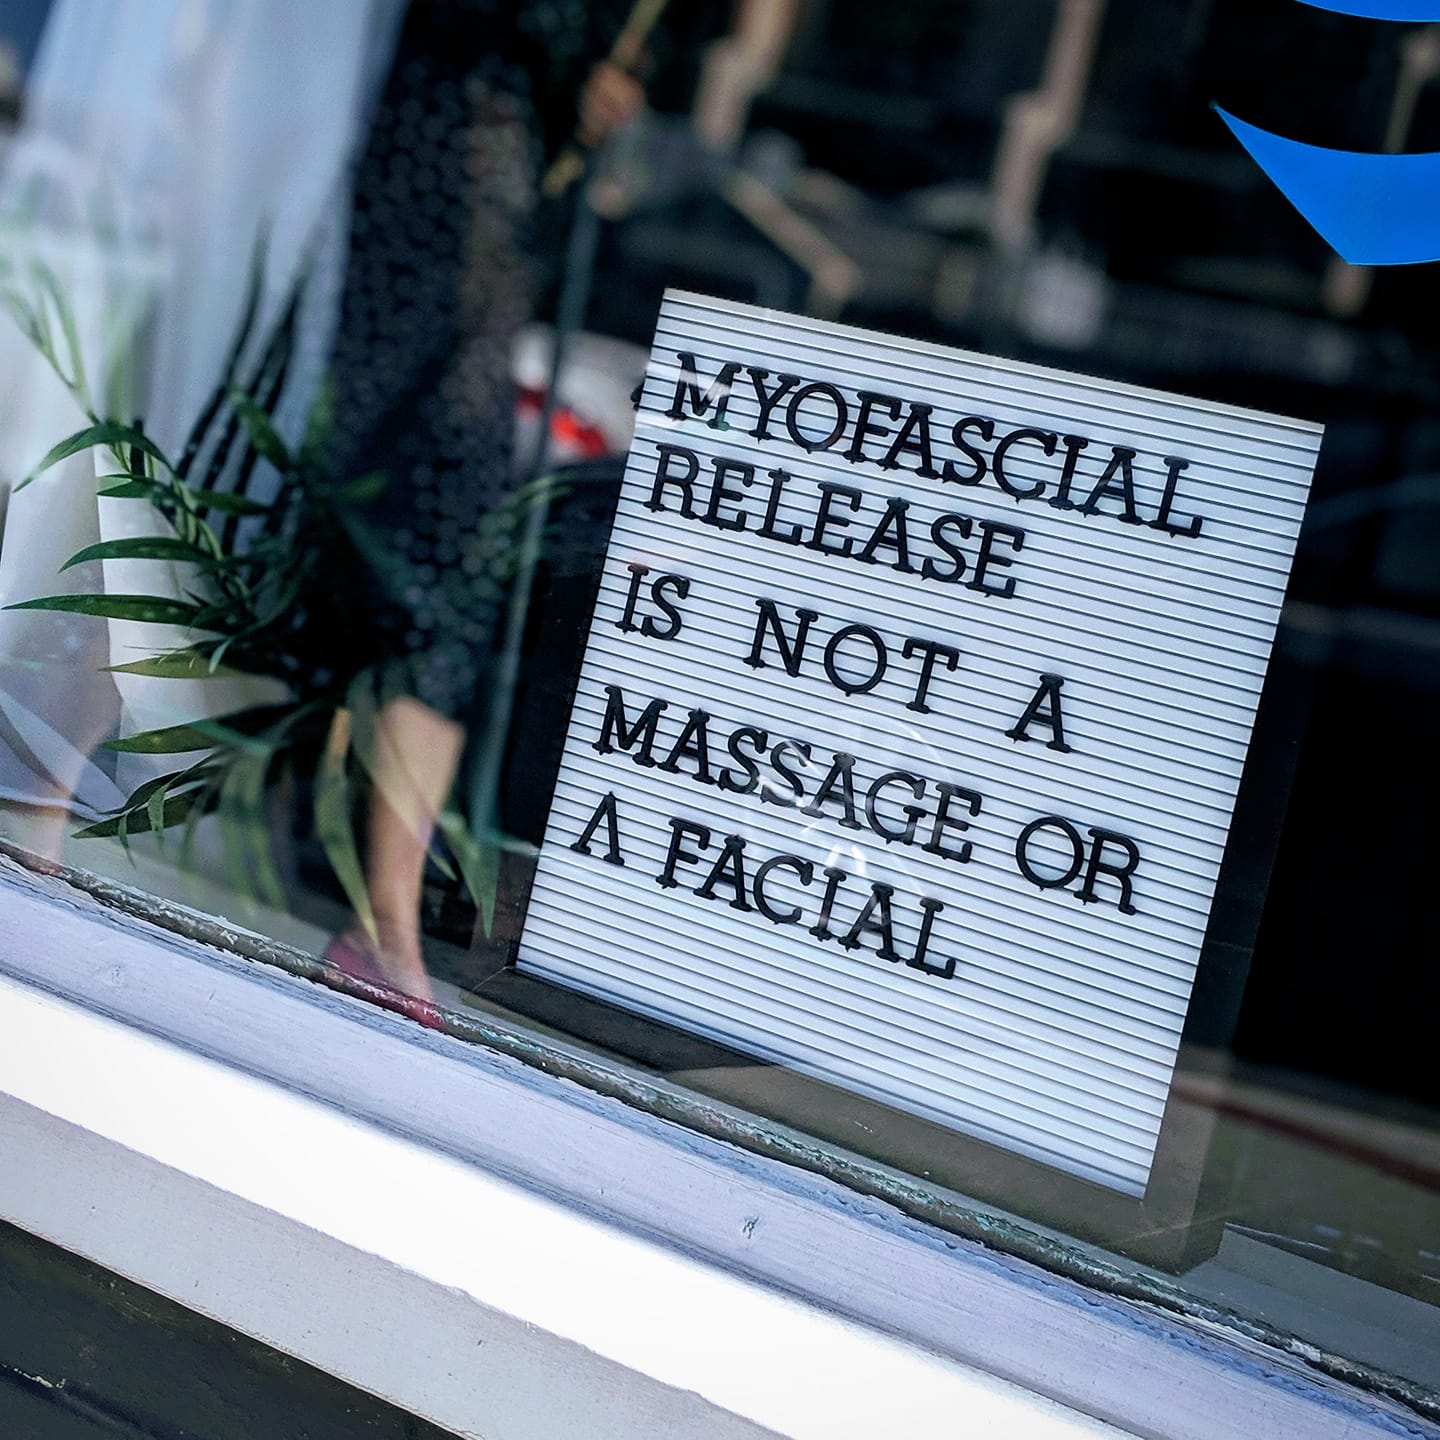 MYOFASCIAL
RELEASE
IS NOT A
MASSAGE OR
A FACIAL